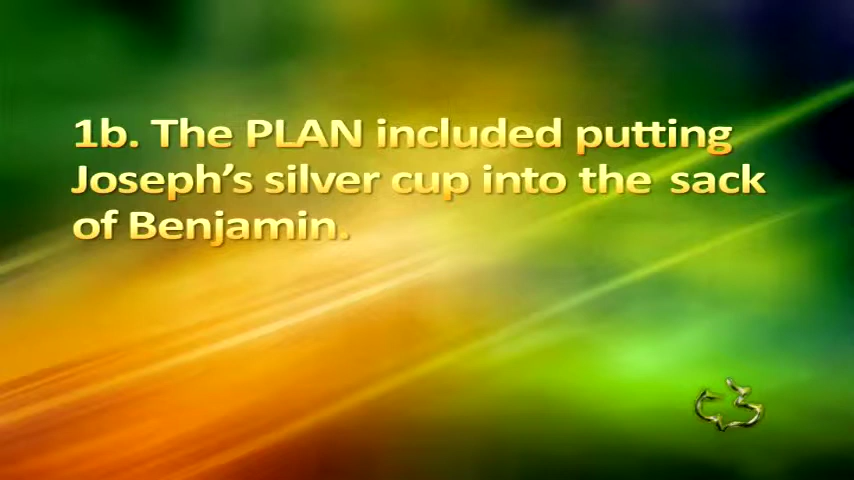 1b. The PLAN included putting
Joseph’s silver cup into the sack
of Benjamin.